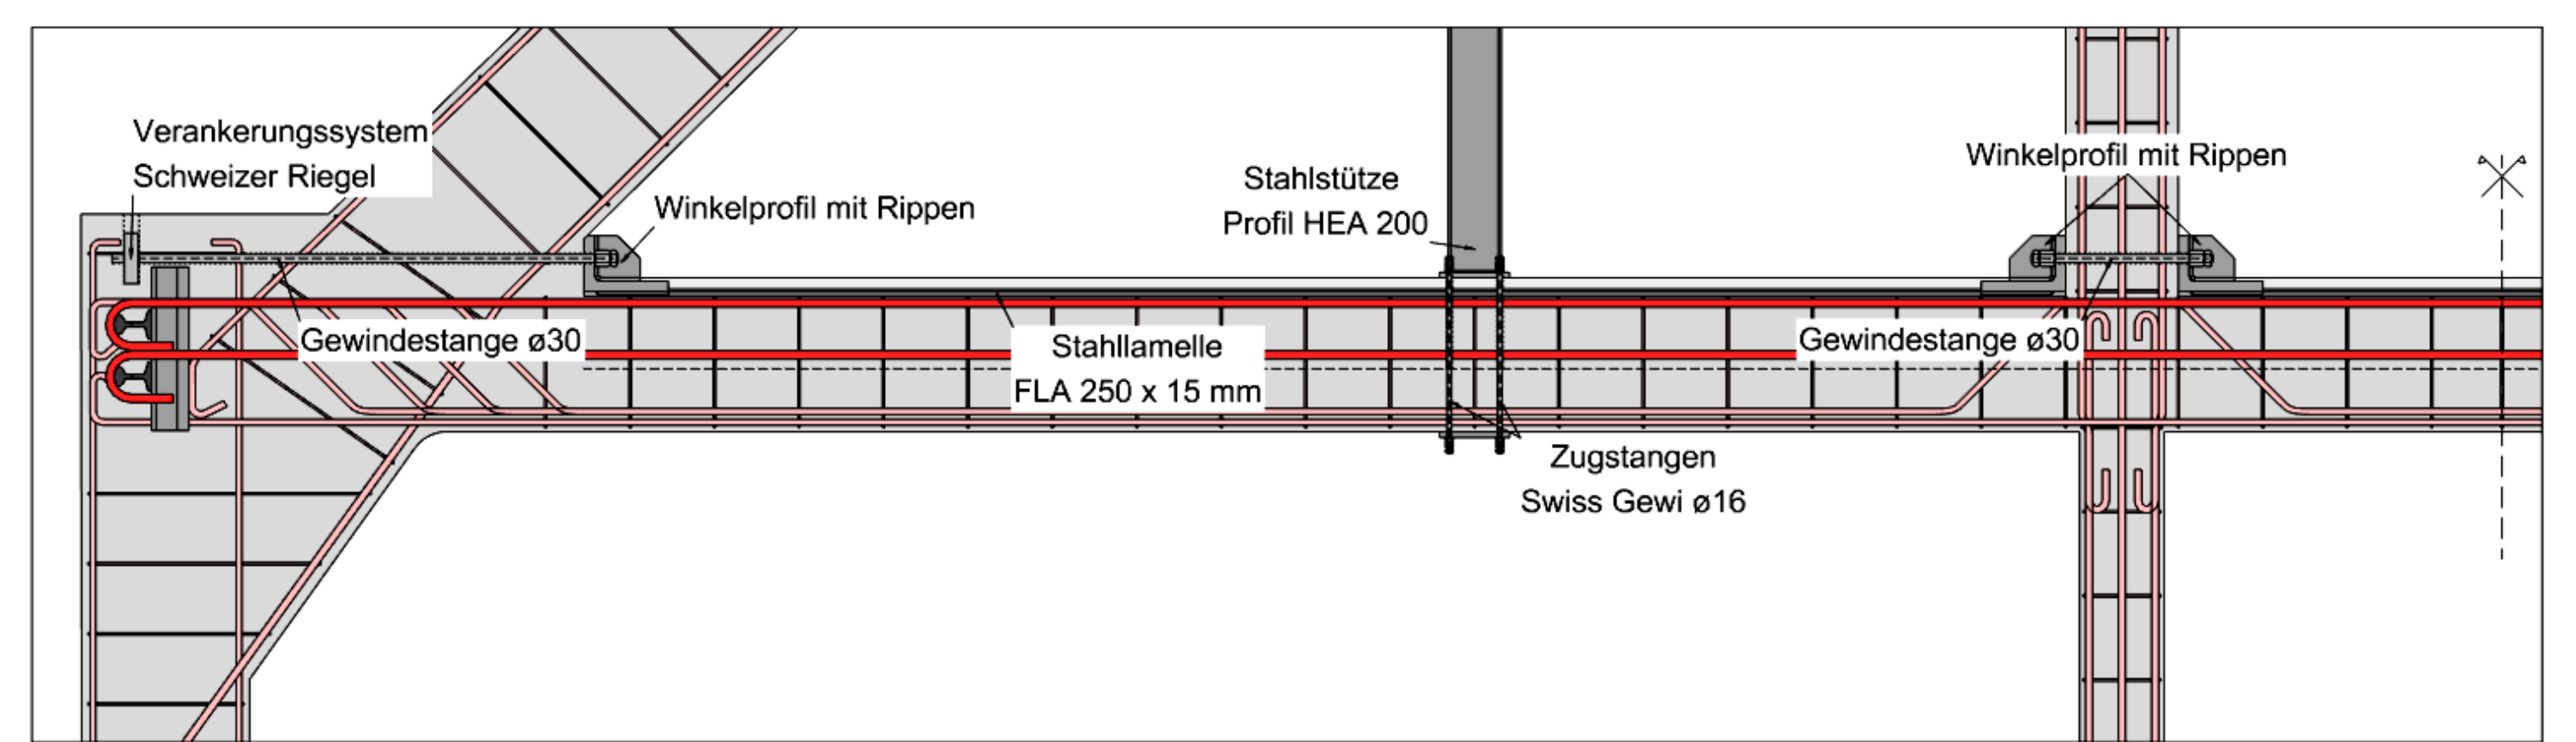 Verankerungssystem
Schweizer Riegel
Winkelprofil mit Rippen
Stahlstütze
Profil HEA 200
Winkelprofil mit Rippen
Gewindestange ø30
Stahllamelle
FLA 250 x 15 mm
Gewindestange ø30
Zugstangen
Swiss Gewi ø16